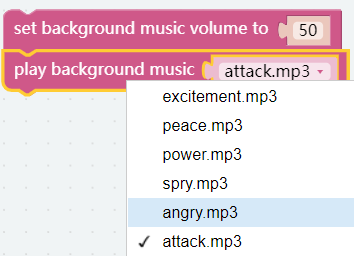 set background music volume to 50
play background music attack.mp3
excitement.mp3
peace.mp3
power.mp3
spry.mp3
angry.mp3
attack.mp3